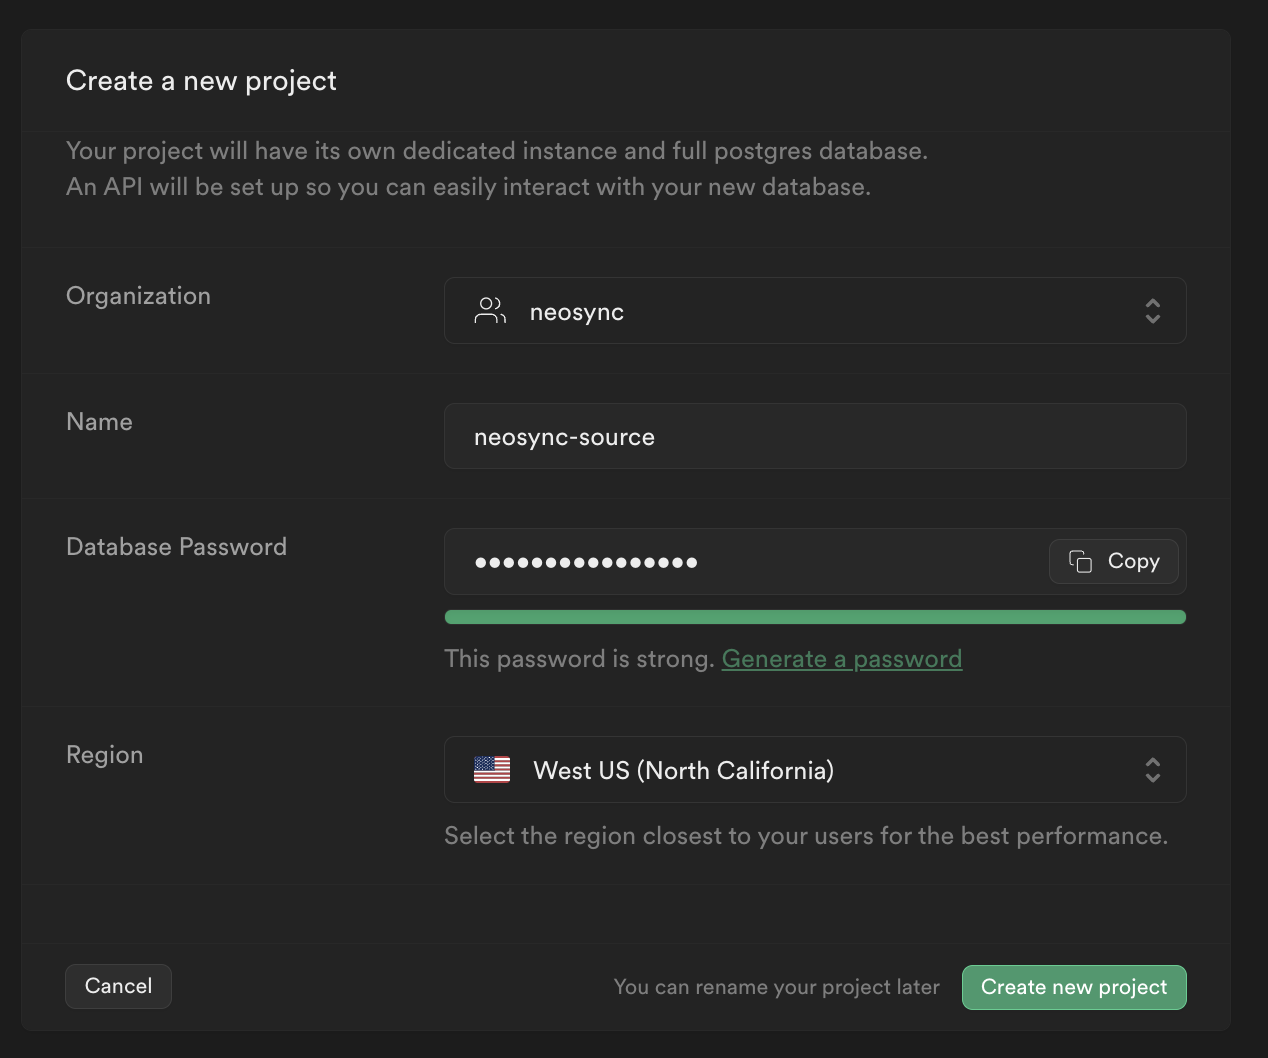 Create a new project
Your project will have its own dedicated instance and full postgres database.
An API will be set up so you can easily interact with your new database.
Organization
neosync
Name
neosync-source
Database Password
••••••••••••••••
Copy
This password is strong. Generate a password
Region
West US (North California)
Select the region closest to your users for the best performance.
Cancel
You can rename your project later
Create new project